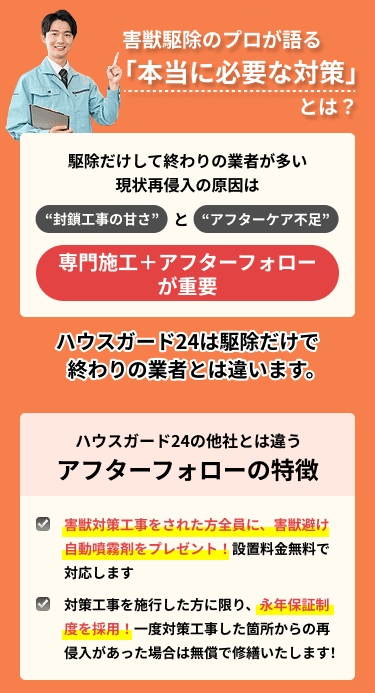 害獣駆除のプロが語る
「本当に必要な対策」
とは？
駆除だけして終わりの業者が多い
現状再侵入の原因は
“封鎖工事の甘さ” と “アフターケア不足”
専門施工＋アフターフォロー
が重要
ハウスガード24は駆除だけで
終わりの業者とは違います。
ハウスガード24の他社とは違う
アフターフォローの特徴
害獣対策工事をされた方全員に、害獣避け
自動噴霧剤をプレゼント！設置料金無料で
対応します
対策工事を施行した方に限り、永年保証制
度を採用！一度対策工事した箇所からの再
侵入があった場合は無償で修繕いたします！